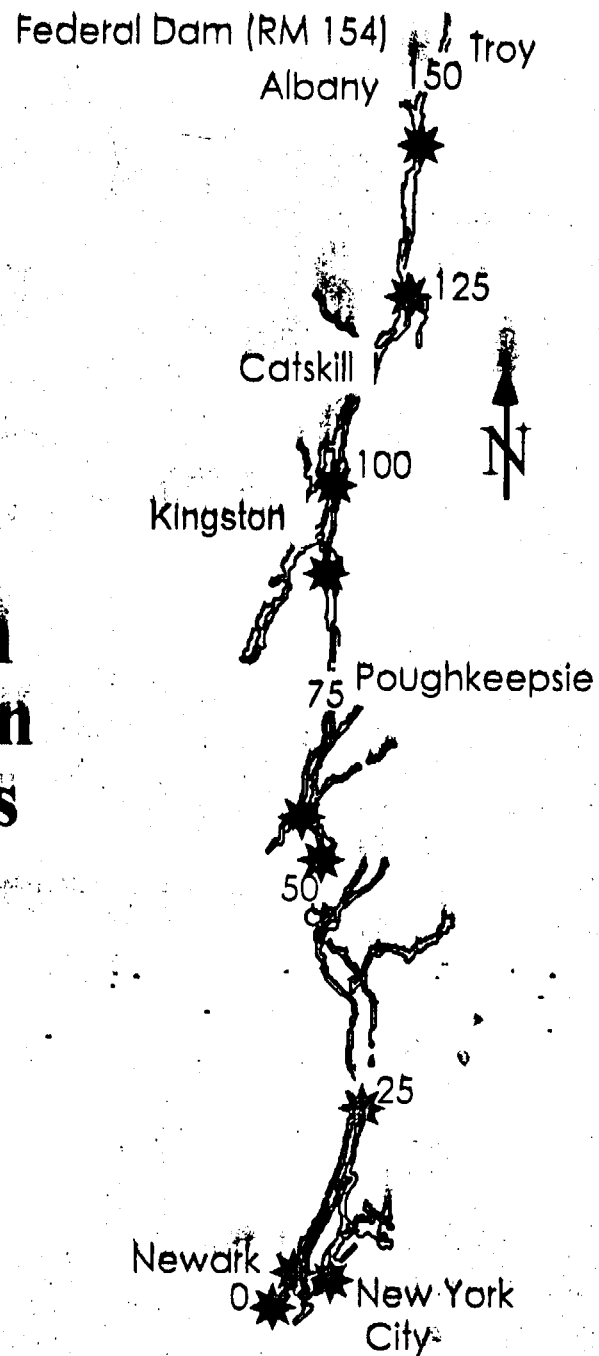 Federal Dam (RM 154)
Troy
150
Albany
125
Catskill
N
100
Kingston
Poughkeepsie
75
50
25
Newark
0
New York
City